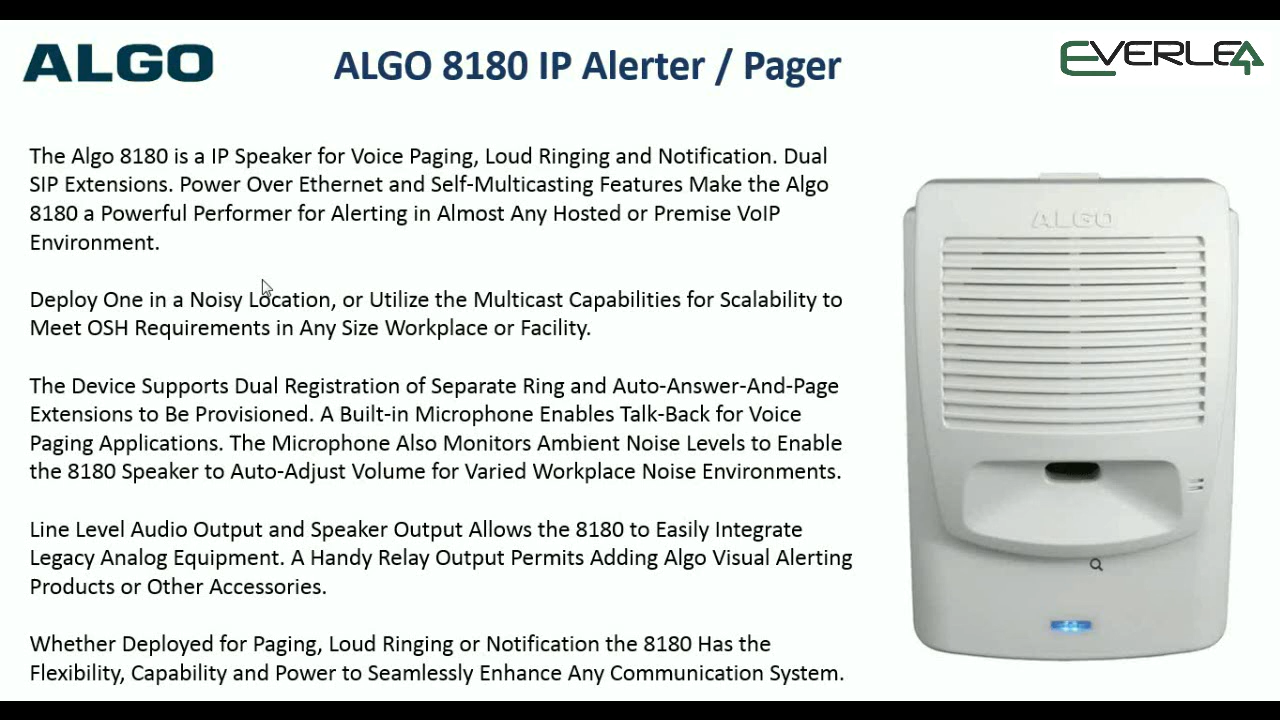 ALGO
ALGO 8180 IP Alerter / Pager
EVERLEA
The Algo 8180 is a IP Speaker for Voice Paging, Loud Ringing and Notification. Dual
SIP Extensions. Power Over Ethernet and Self-Multicasting Features Make the Algo
8180 a Powerful Performer for Alerting in Almost Any Hosted or Premise VoIP
Environment.
Deploy One in a Noisy Location, or Utilize the Multicast Capabilities for Scalability to
Meet OSH Requirements in Any Size Workplace or Facility.
The Device Supports Dual Registration of Separate Ring and Auto-Answer-And-Page
Extensions to Be Provisioned. A Built-in Microphone Enables Talk-Back for Voice
Paging Applications. The Microphone Also Monitors Ambient Noise Levels to Enable
the 8180 Speaker to Auto-Adjust Volume for Varied Workplace Noise Environments.
Line Level Audio Output and Speaker Output Allows the 8180 to Easily Integrate
Legacy Analog Equipment. A Handy Relay Output Permits Adding Algo Visual Alerting
Products or Other Accessories.
Whether Deployed for Paging, Loud Ringing or Notification the 8180 Has the
Flexibility, Capability and Power to Seamlessly Enhance Any Communication System.
ALGO